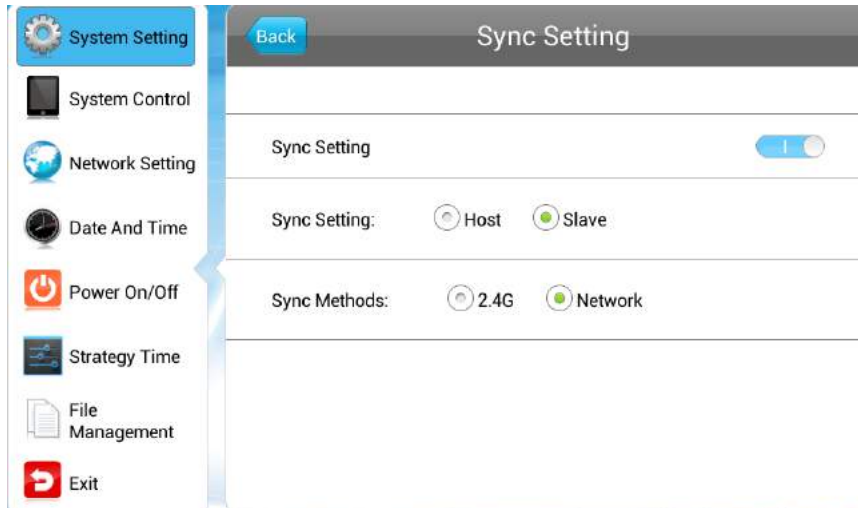 System Setting
System Control
Network Setting
Date And Time
Power On/Off
Strategy Time
File
Management
Exit
Back
Sync Setting
Sync Setting
Sync Setting:
Host
Slave
Sync Methods:
2.4G
Network